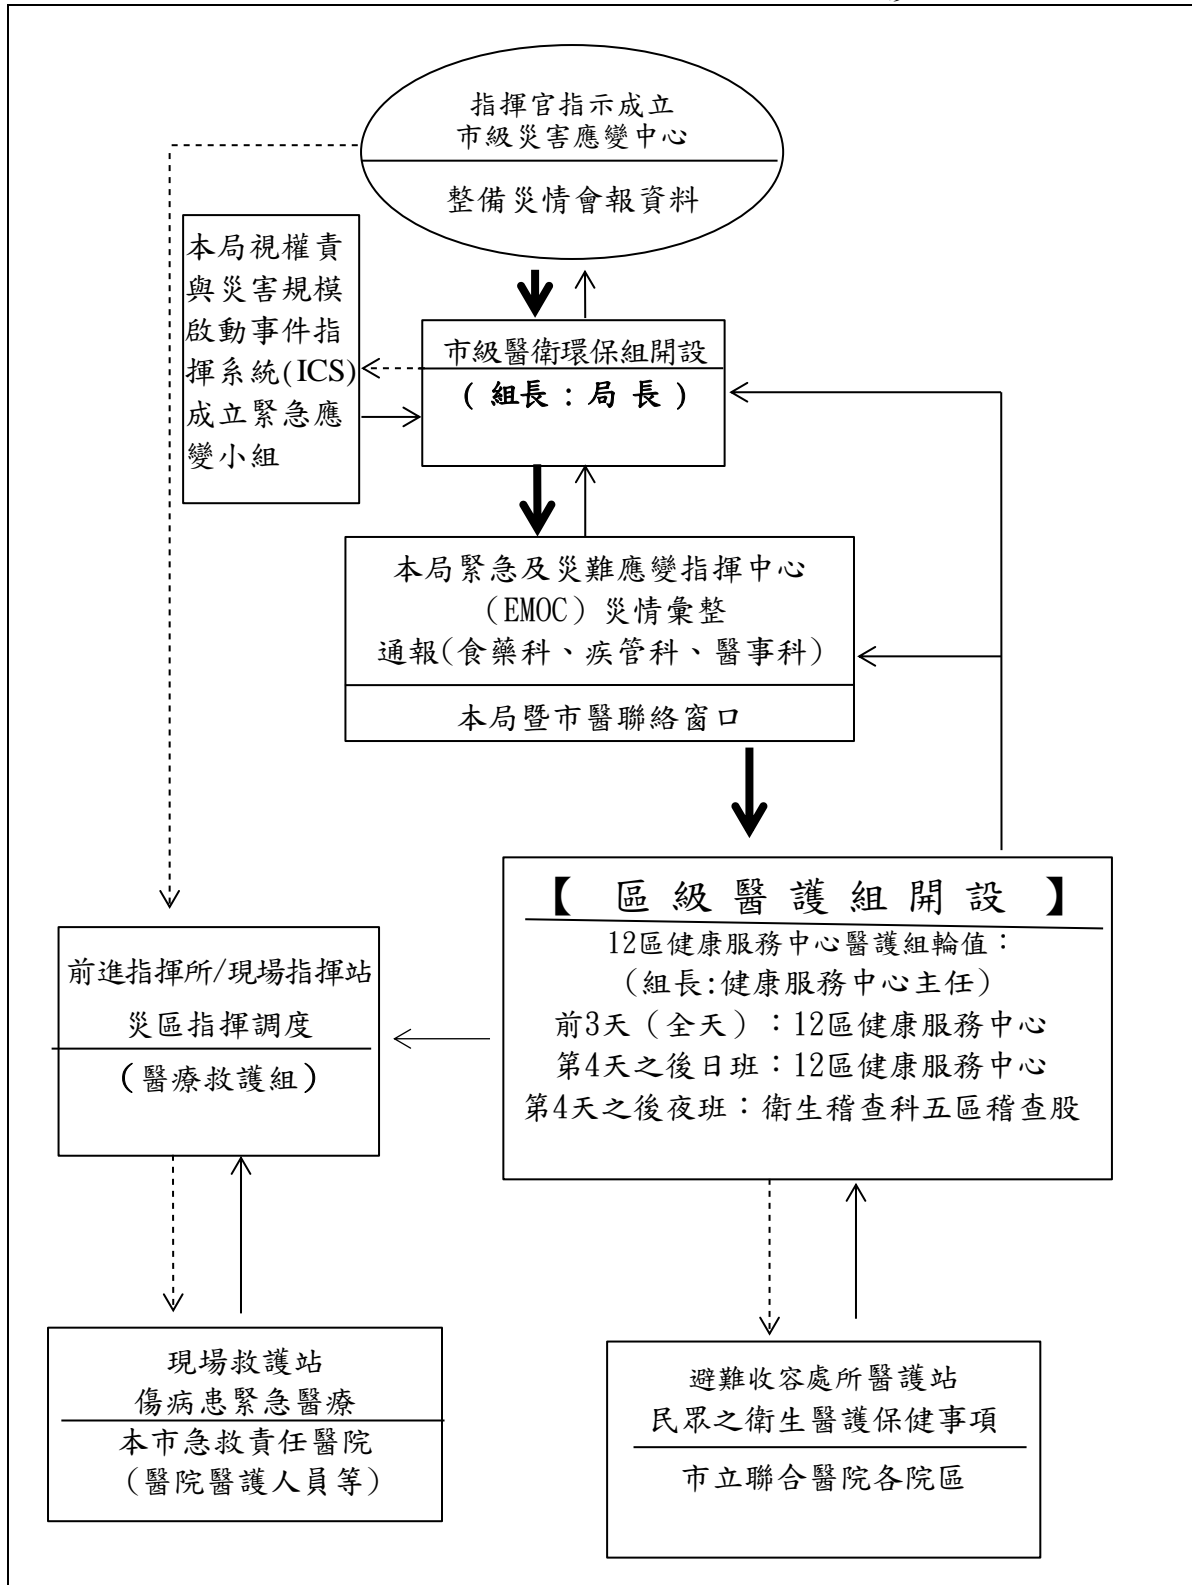 指揮官指示成立
市級災害應變中心
整備災情會報資料
本局視權責
與災害規模
啟動事件指
揮系統(ICS)
成立緊急應
變小組
市級醫衛環保組開設
(組長:局長)
本局緊急及災難應變指揮中心
(EMOC)災情彙整
通報(食藥科、疾管科、醫事科)
本局暨市醫聯絡窗口
【區級醫護組開設】
12區健康服務中心醫護組輪值:
(組長:健康服務中心主任)
前3天(全天):12區健康服務中心
第4天之後日班:12區健康服務中心
第4天之後夜班:衛生稽查科五區稽查股
前進指揮所/現場指揮站
災區指揮調度
(醫療救護組)
現場救護站
傷病患緊急醫療
本市急救責任醫院
(醫院醫護人員等)
避難收容處所醫護站
民眾之衛生醫護保健事項
市立聯合醫院各院區